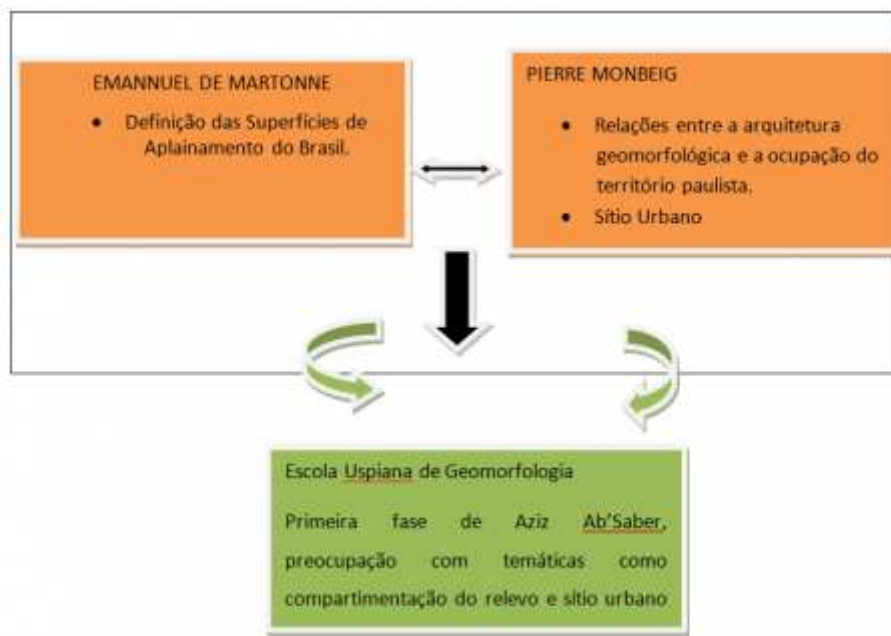 EMANNUEL DE MARTONNE
• Definição das Superfícies de
Aplainamento do Brasil.
PIERRE MONBEIG
• Relações entre a arquitetura
geomorfológica e a ocupação do
território paulista.
• Sítio Urbano
Escola Uspiana de Geomorfologia
Primeira fase de Aziz Ab’Saber,
preocupação com temáticas como
compartimentação do relevo e sítio urbano